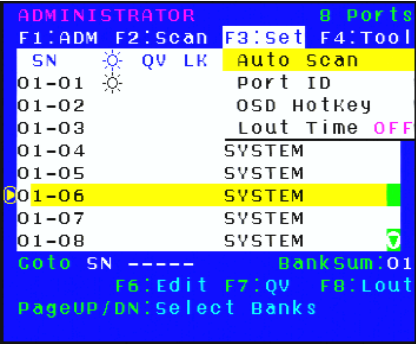 ADMINISTRATOR 8 Ports
F1:ADM F2:Scan F3:Set F4:Tool
SN QV LK Auto Scan
01-01 Port ID
01-02 OSD HotKey
01-03 Lout Time OFF
01-04 SYSTEM
01-05 SYSTEM
01-06 SYSTEM
01-07 SYSTEM
01-08 SYSTEM
Goto SN ----- BankSum:01
F6:Edit F7:QV F8:Lout
PageUP/DN:Select Banks